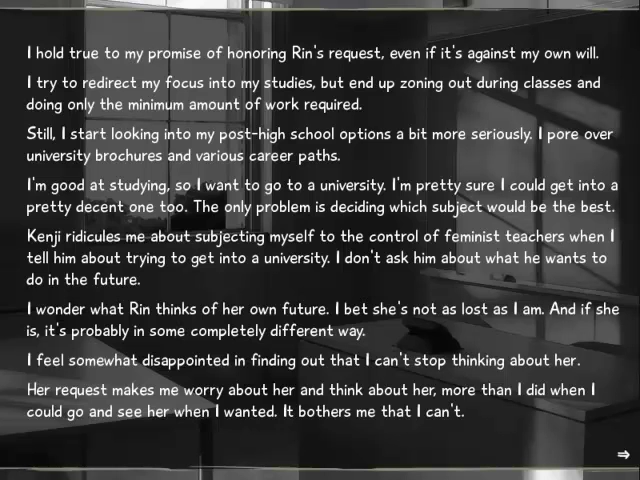 I hold true to my promise of honoring Rin's request, even if it's against my own will.
I try to redirect my focus into my studies, but end up zoning out during classes and
doing only the minimum amount of work required.
Still, I start looking into my post-high school options a bit more seriously. I pore over
university brochures and various career paths.
I'm good at studying, so I want to go to a university. I'm pretty sure I could get into a
pretty decent one too. The only problem is deciding which subject would be the best.
Kenji ridicules me about subjecting myself to the control of feminist teachers when I
tell him about trying to get into a university. I don't ask him about what he wants to
do in the future.
I wonder what Rin thinks of her own future. I bet she's not as lost as I am. And if she
is, it's probably in some completely different way.
I feel somewhat disappointed in finding out that I can't stop thinking about her.
Her request makes me worry about her and think about her, more than I did when I
could go and see her when I wanted. It bothers me that I can't.
⇒